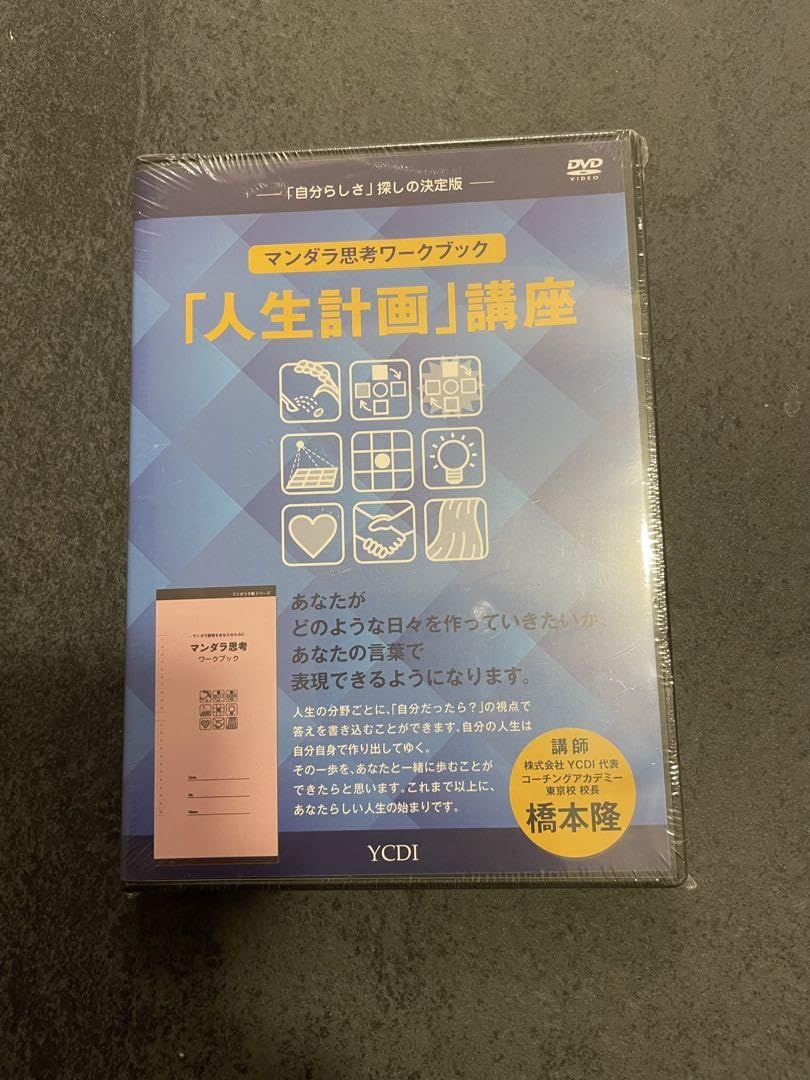 DVD
VIDEO
「自分らしさ」探しの決定版
マンダラ思考ワークブック
「人生計画」講座
あなたが
どのような日々を作っていきたいか、
あなたの言葉で
表現できるようになります。
人生の分野ごとに、「自分だったら?」の視点で
答えを書き込むことができます。自分の人生は
自分自身で作り出してゆく。
その一歩を、あなたと一緒に歩むことが
できたらと思います。これまで以上に、
あなたらしい人生の始まりです。
マンダラ手帳シリーズ
マンダラ思考
ワークブック
講師
株式会社 YCDI 代表
コーチングアカデミー
東京校 校長
橋本隆
YCDI